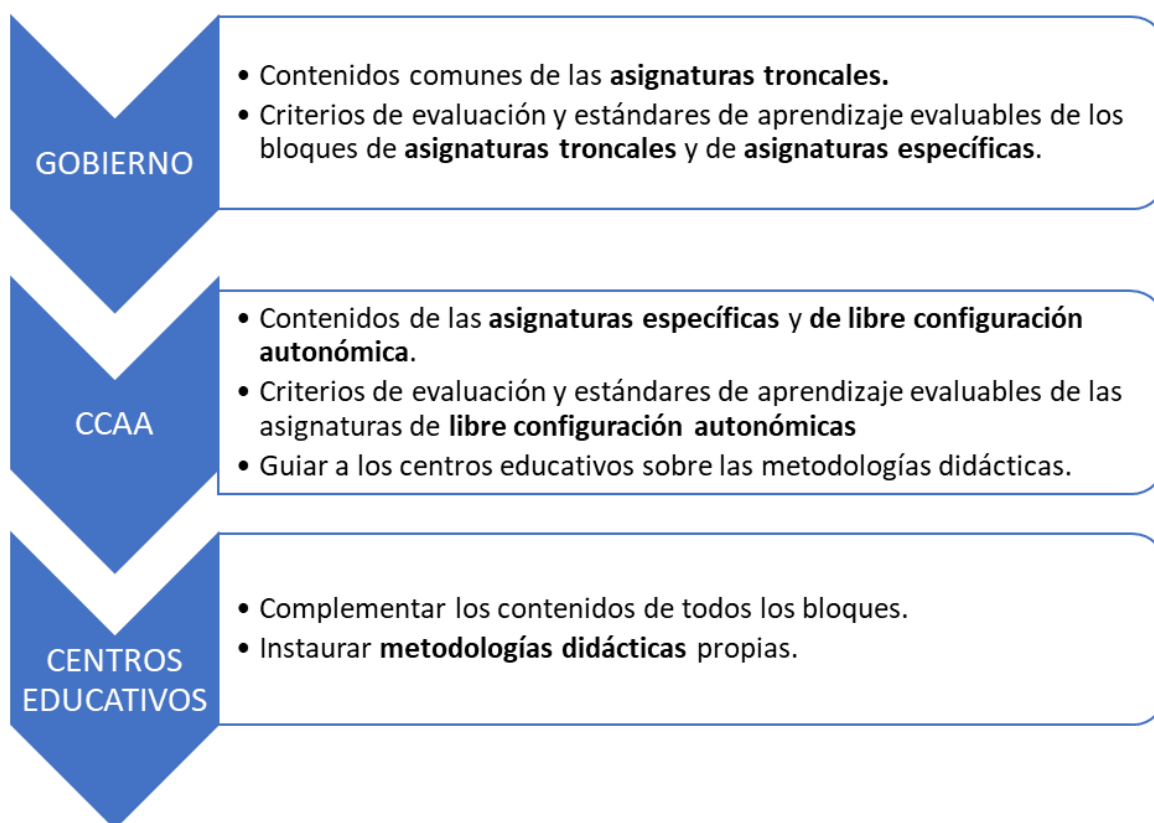 GOBIERNO
• Contenidos comunes de las asignaturas troncales.
• Criterios de evaluación y estándares de aprendizaje evaluables de los
bloques de asignaturas troncales y de asignaturas específicas.
CCAA
• Contenidos de las asignaturas específicas y de libre configuración
autonómica.
• Criterios de evaluación y estándares de aprendizaje evaluables de las
asignaturas de libre configuración autonómicas
• Guiar a los centros educativos sobre las metodologías didácticas.
CENTROS
EDUCATIVOS
• Complementar los contenidos de todos los bloques.
• Instaurar metodologías didácticas propias.